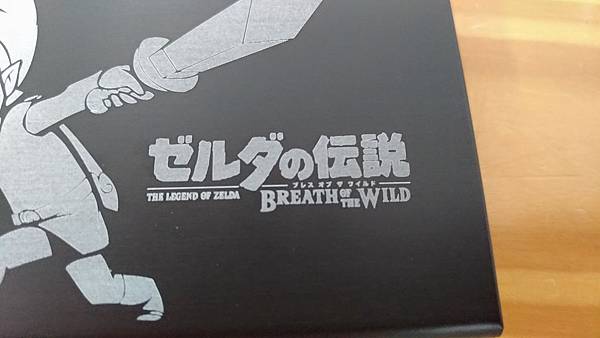 ゼルダの伝説
ブレス オブ ザ ワイルド
THE LEGEND OF ZELDA
BREATH OF THE WILD